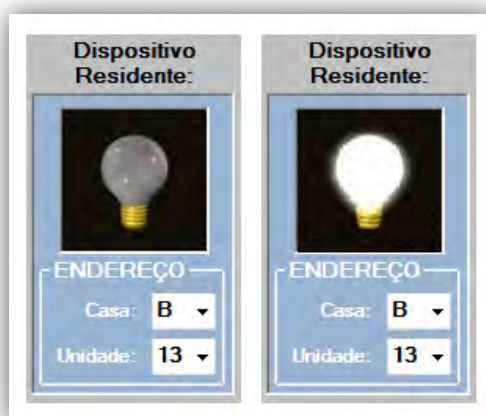 Dispositivo
Residente:
ENDEREÇO
Casa: B
Unidade: 13
Dispositivo
Residente:
ENDEREÇO
Casa: B
Unidade: 13